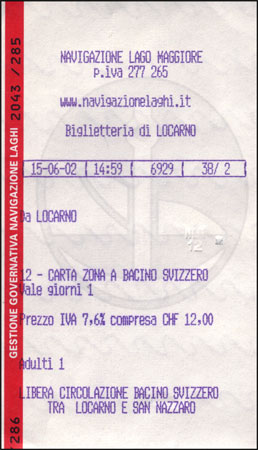 NAVIGAZIONE LAGO MAGGIORE
p.iva 277 265
www.navigazionelaghi.it
Biglietteria di LOCARNO
15-06-02 | 14:59 | 6929 | 38/ 2
Da LOCARNO
12 - CARTA ZONA A BACINO SVIZZERO
Vale giorni 1
Prezzo IVA 7,6% compresa CHF 12,00
Adulti 1
LIBERA CIRCOLAZIONE BACINO SVIZZERO
TRA LOCARNO E SAN NAZZARO
286 GESTIONE GOVERNATIVA NAVIGAZIONE LAGHI 2043 / 285